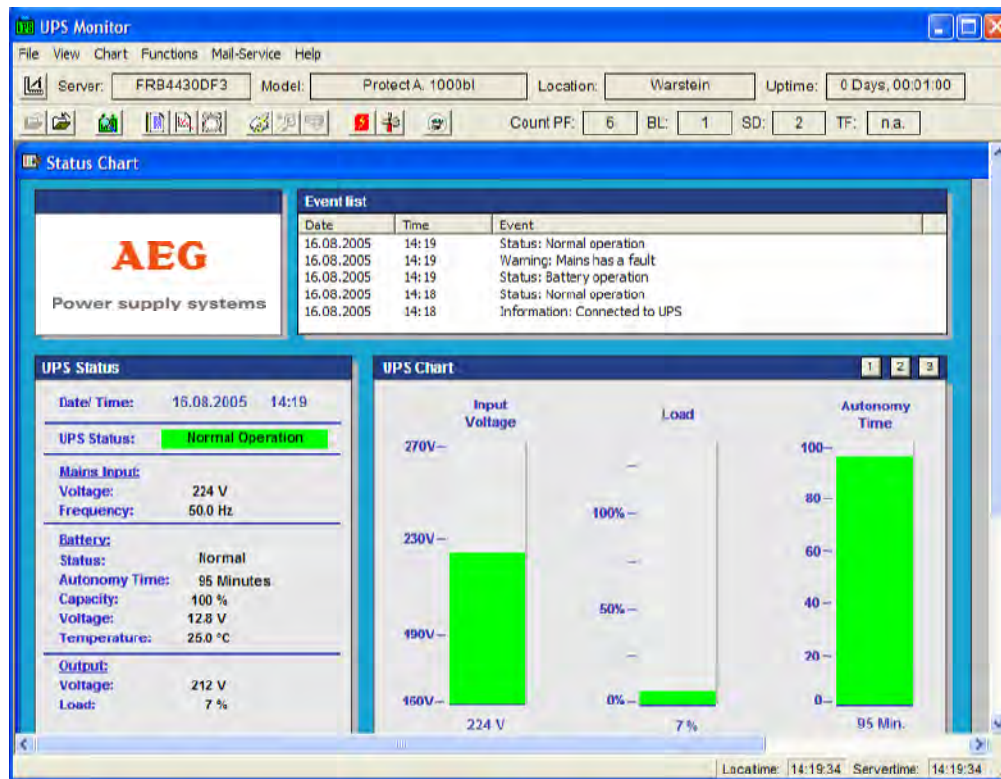 UPS Monitor
File View Chart Functions Mail-Service Help
Server: FRB4430DF3 Model: Protect A. 1000bl Location: Warstein Uptime: 0 Days, 00:01:00
Count PF: 6 BL: 1 SD: 2 TF: n.a.
Status Chart
AEG
Power supply systems
Event list
Date Time Event
16.08.2005 14:19 Status: Normal operation
16.08.2005 14:19 Warning: Mains has a fault
16.08.2005 14:19 Status: Battery operation
16.08.2005 14:18 Status: Normal operation
16.08.2005 14:18 Information: Connected to UPS
UPS Status
Date/ Time: 16.08.2005 14:19
UPS Status: Normal Operation
Mains Input:
Voltage: 224 V
Frequency: 50.0 Hz
Battery:
Status: Normal
Autonomy Time: 95 Minutes
Capacity: 100 %
Voltage: 12.8 V
Temperature: 25.0 °C
Output:
Voltage: 212 V
Load: 7 %
UPS Chart
1 2 3
Input
Voltage
270V
230V
190V
160V
224 V
Load
100%
50%
0%
7 %
Autonomy
Time
100
80
60
40
20
0
95 Min.
Locatime: 14:19:34 Servertime: 14:19:34